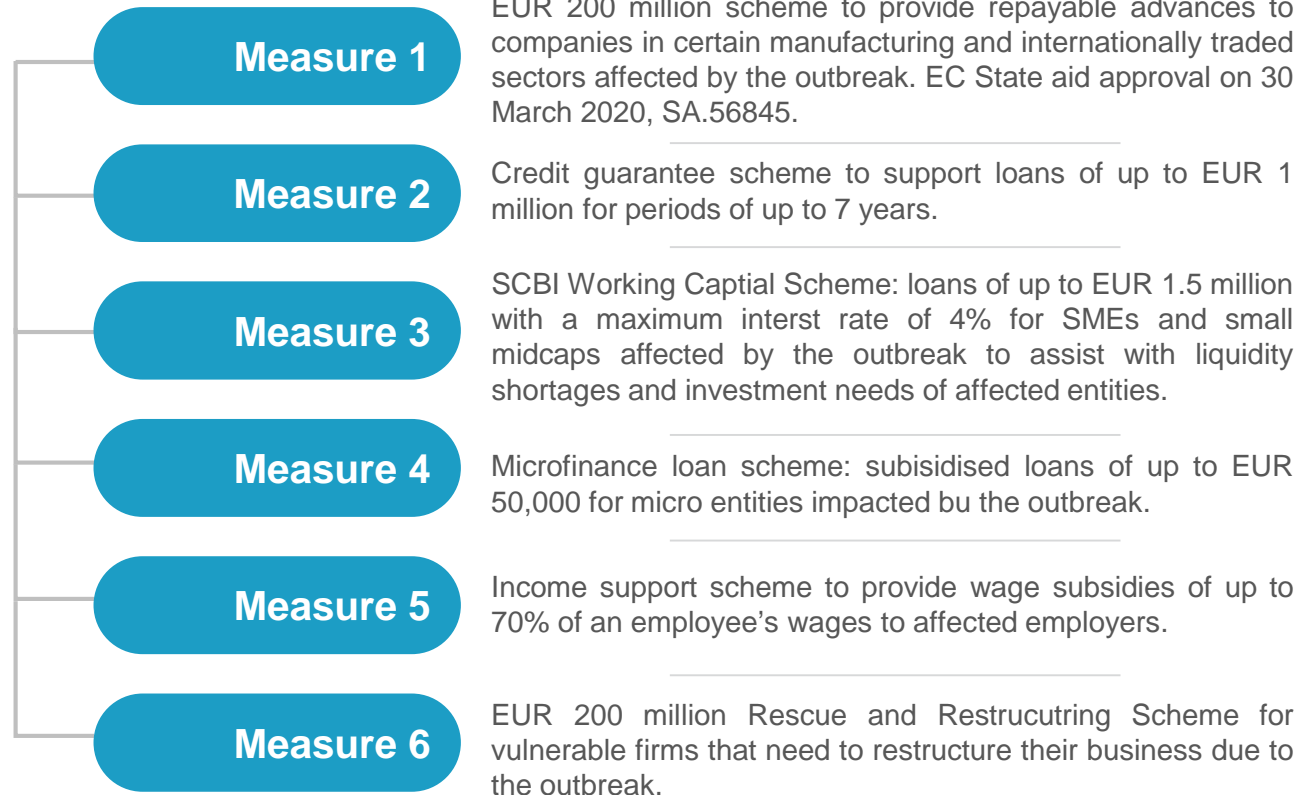 Measure 1
EUR 200 million scheme to provide repayable advances to
companies in certain manufacturing and internationally traded
sectors affected by the outbreak. EC State aid approval on 30
March 2020, SA.56845.
Measure 2
Credit guarantee scheme to support loans of up to EUR 1
million for periods of up to 7 years.
Measure 3
SCBI Working Captial Scheme: loans of up to EUR 1.5 million
with a maximum interst rate of 4% for SMEs and small
midcaps affected by the outbreak to assist with liquidity
shortages and investment needs of affected entities.
Measure 4
Microfinance loan scheme: subisidised loans of up to EUR
50,000 for micro entities impacted bu the outbreak.
Measure 5
Income support scheme to provide wage subsidies of up to
70% of an employee’s wages to affected employers.
Measure 6
EUR 200 million Rescue and Restrucutring Scheme for
vulnerable firms that need to restructure their business due to
the outbreak.